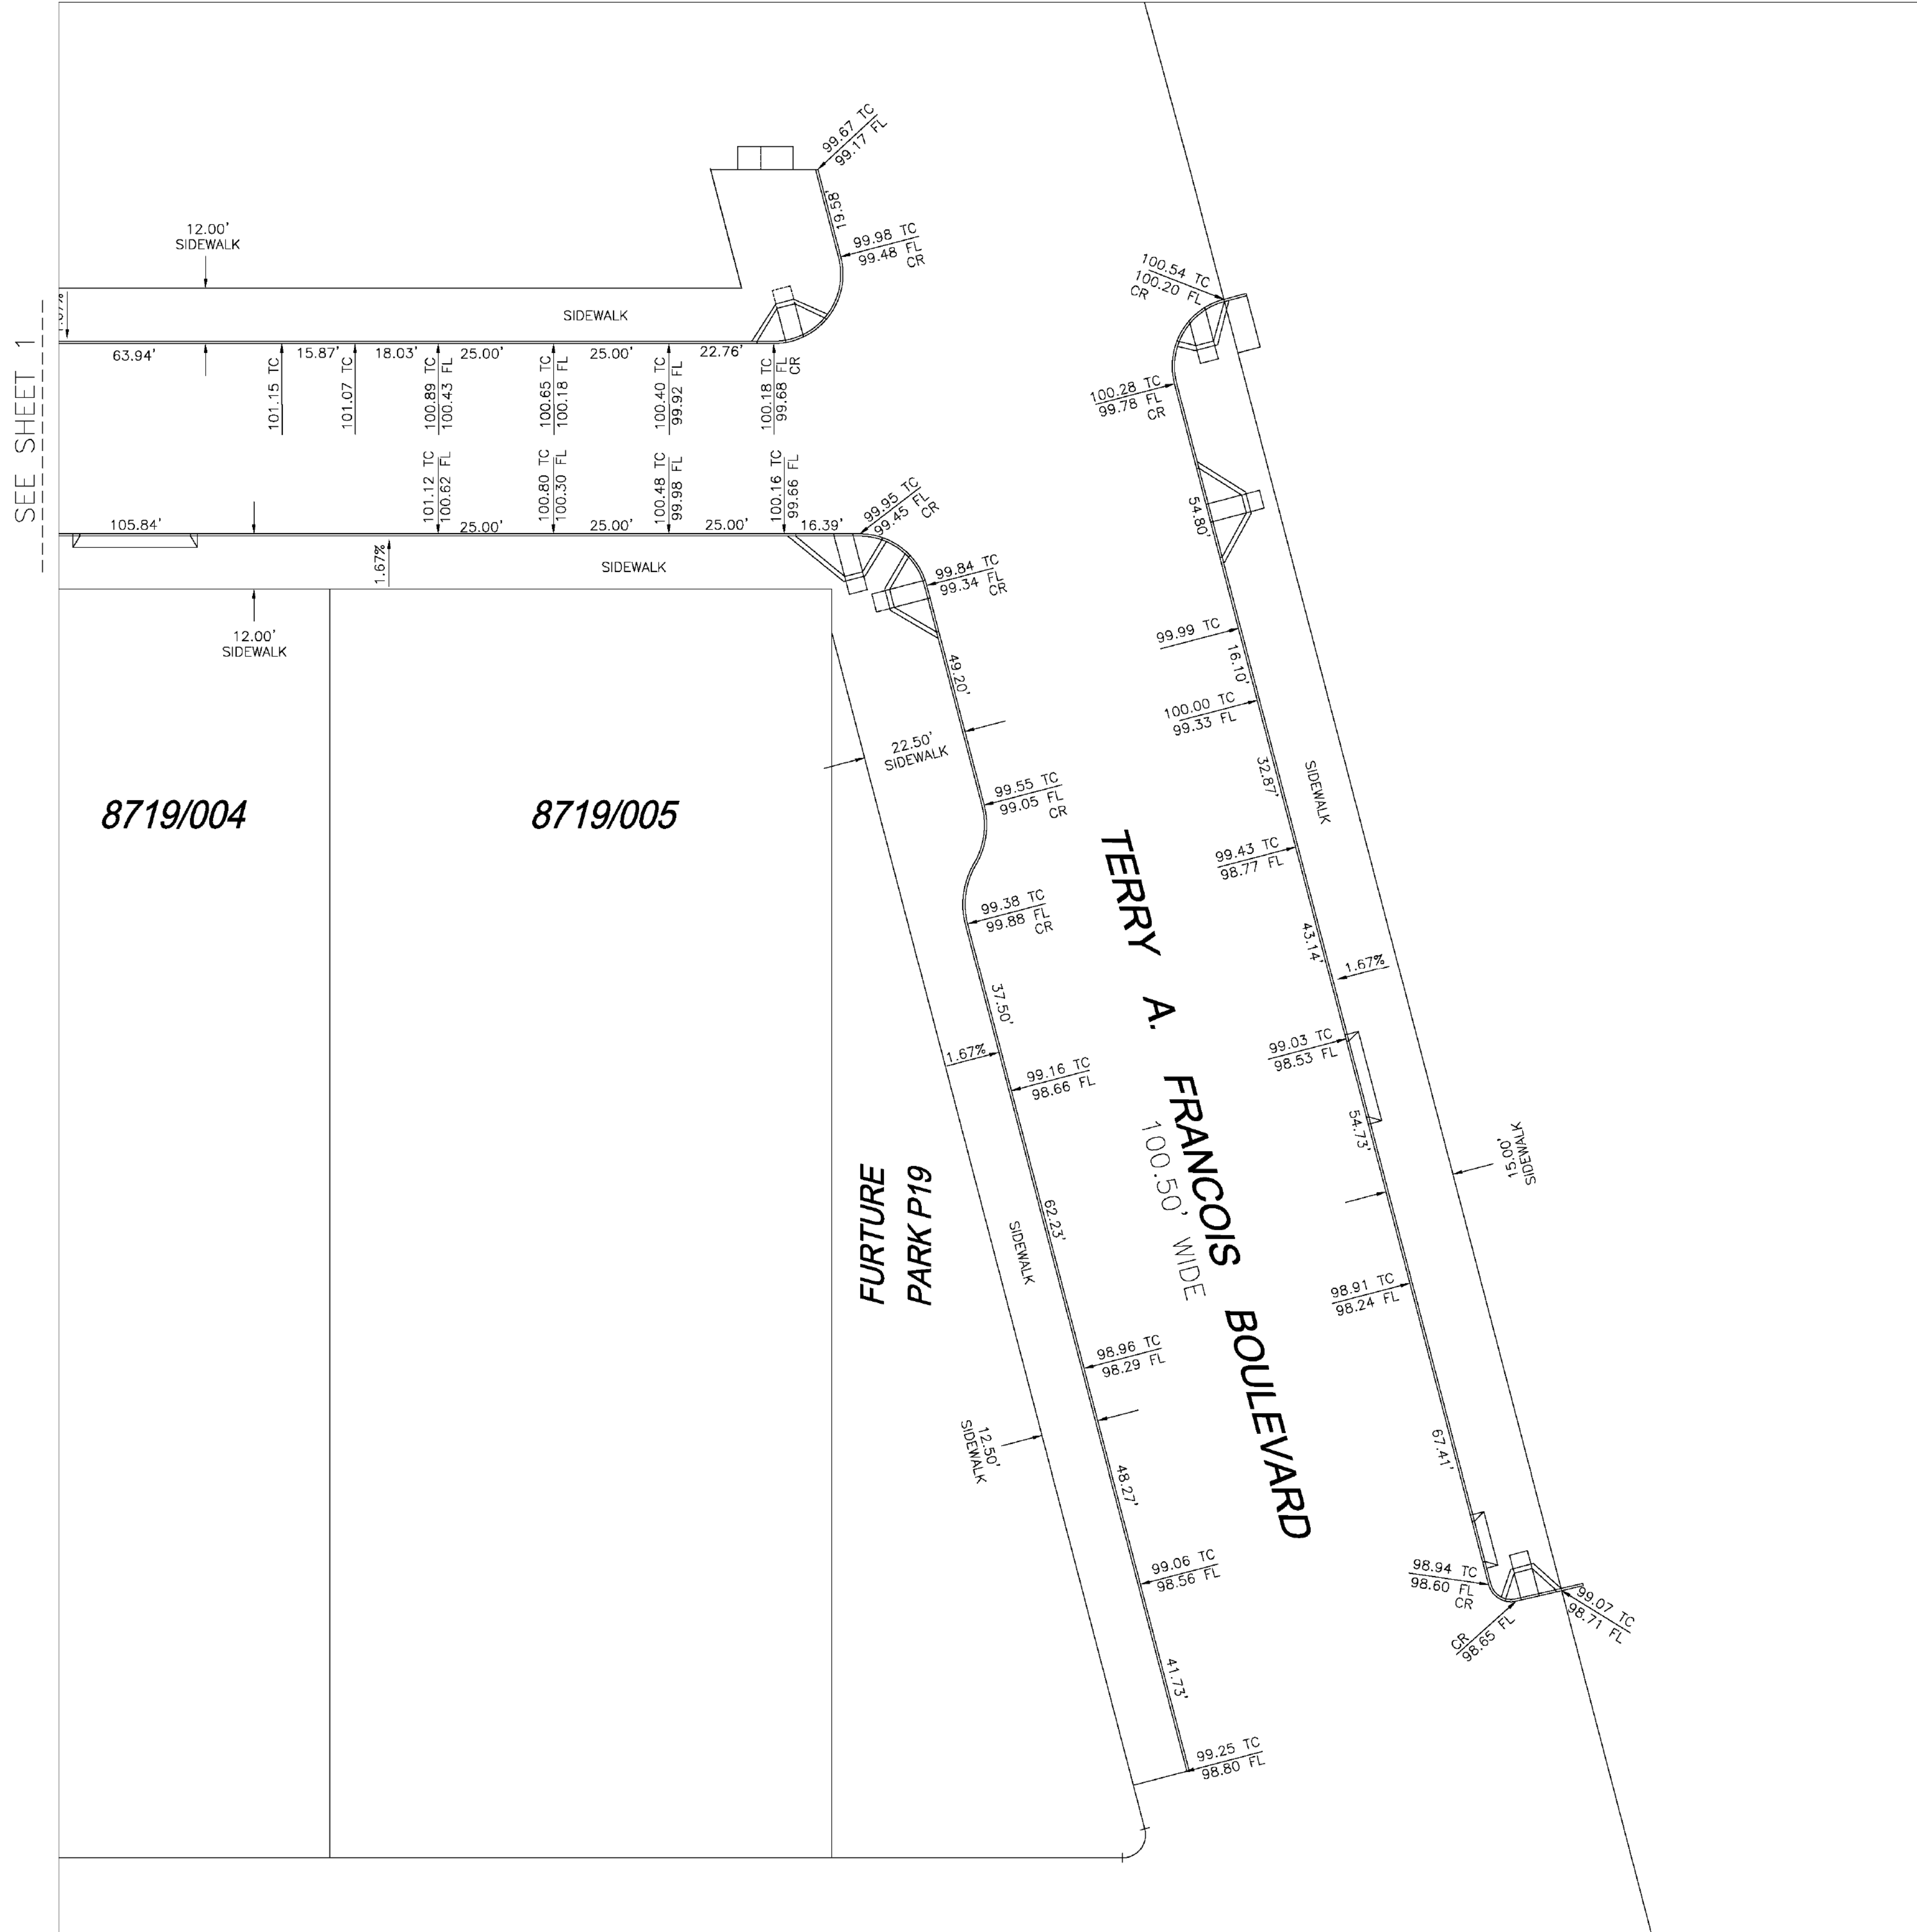 99.67 TC
99.17 FL
19.58'
99.98 TC
99.48 FL
CR
12.00'
SIDEWALK
SIDEWALK
SEE SHEET 1
63.94'
15.87'
18.03'
25.00'
25.00'
22.76'
101.15 TC
101.07 TC
100.89 TC
100.43 FL
100.65 TC
100.18 FL
100.40 TC
99.92 FL
100.18 TC
99.68 FL
CR
101.12 TC
100.62 FL
100.80 TC
100.30 FL
100.48 TC
99.98 FL
100.16 TC
99.66 FL
105.84'
25.00'
25.00'
25.00'
16.39'
99.95 TC
99.45 FL
CR
1.67%
SIDEWALK
12.00'
SIDEWALK
99.84 TC
99.34 FL
CR
49.20'
22.50'
SIDEWALK
99.55 TC
99.05 FL
CR
99.38 TC
99.88 FL
CR
37.50'
1.67%
99.16 TC
98.66 FL
62.23'
SIDEWALK
98.96 TC
98.29 FL
12.50'
SIDEWALK
48.27'
99.06 TC
98.56 FL
41.73'
99.25 TC
98.80 FL
8719/004
8719/005
FURTURE
PARK P19
TERRY A. FRANCOIS BOULEVARD
100.50' WIDE
100.54 TC
100.20 FL
CR
100.28 TC
99.78 FL
CR
54.80'
99.99 TC
16.10'
100.00 TC
99.33 FL
32.87'
SIDEWALK
99.43 TC
98.77 FL
43.14'
1.67%
99.03 TC
98.53 FL
54.73'
15.00'
SIDEWALK
98.91 TC
98.24 FL
67.41'
98.94 TC
98.60 FL
CR
CR
98.65 FL
99.07 TC
98.71 FL